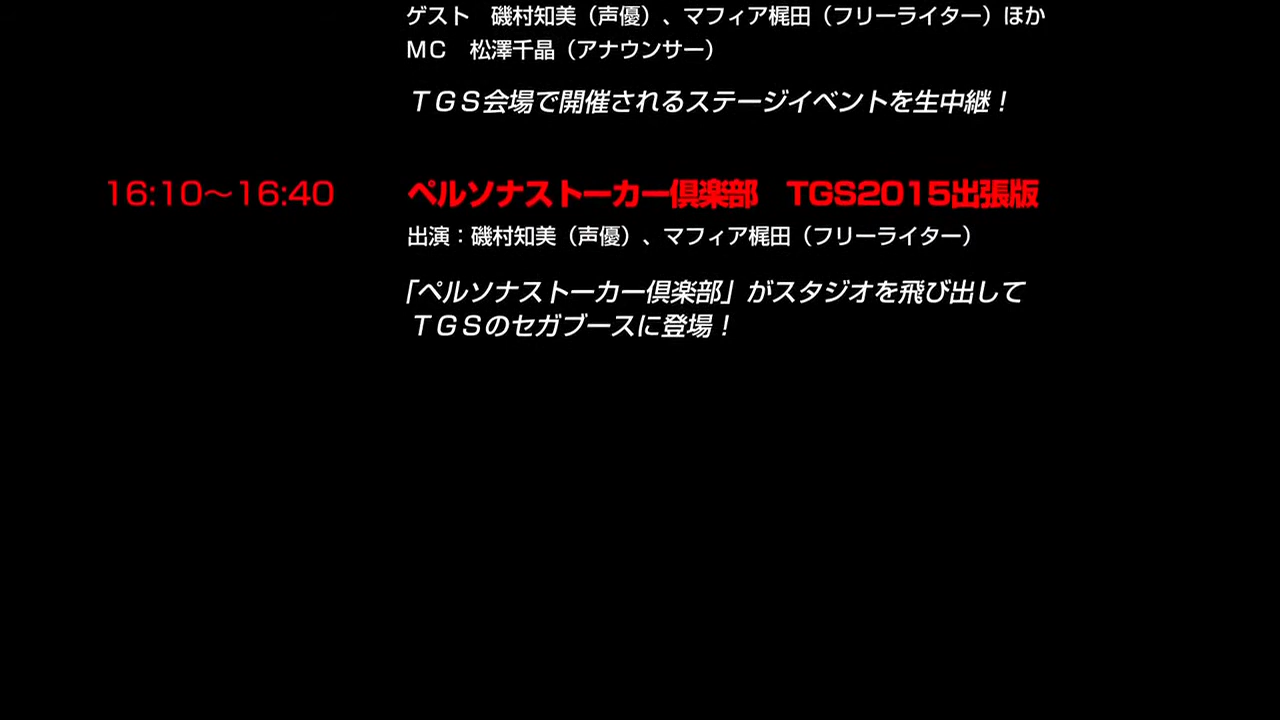 ゲスト　磯村知美（声優）、マフィア梶田（フリーライター）ほか
ＭＣ　松澤千晶（アナウンサー）
ＴＧＳ会場で開催されるステージイベントを生中継！
16:10～16:40　ペルソナストーカー倶楽部　TGS2015出張版
出演：磯村知美（声優）、マフィア梶田（フリーライター）
「ペルソナストーカー倶楽部」がスタジオを飛び出して
ＴＧＳのセガブースに登場！